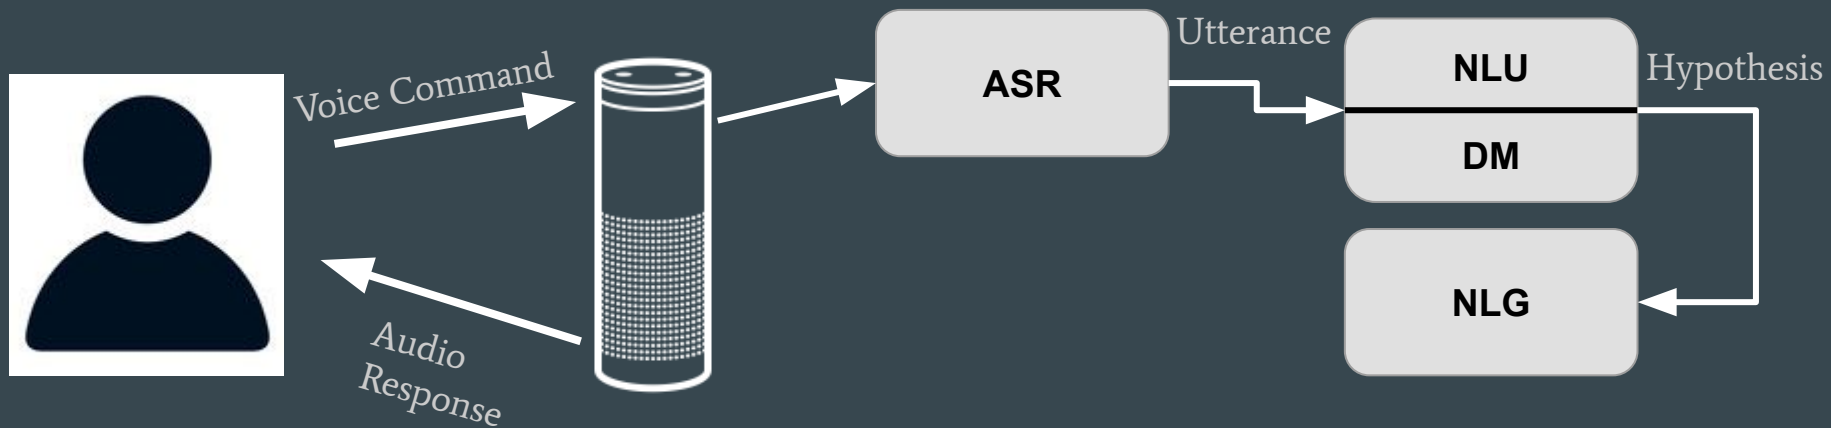 Voice Command
ASR
Utterance
NLU
DM
Hypothesis
NLG
Audio
Response